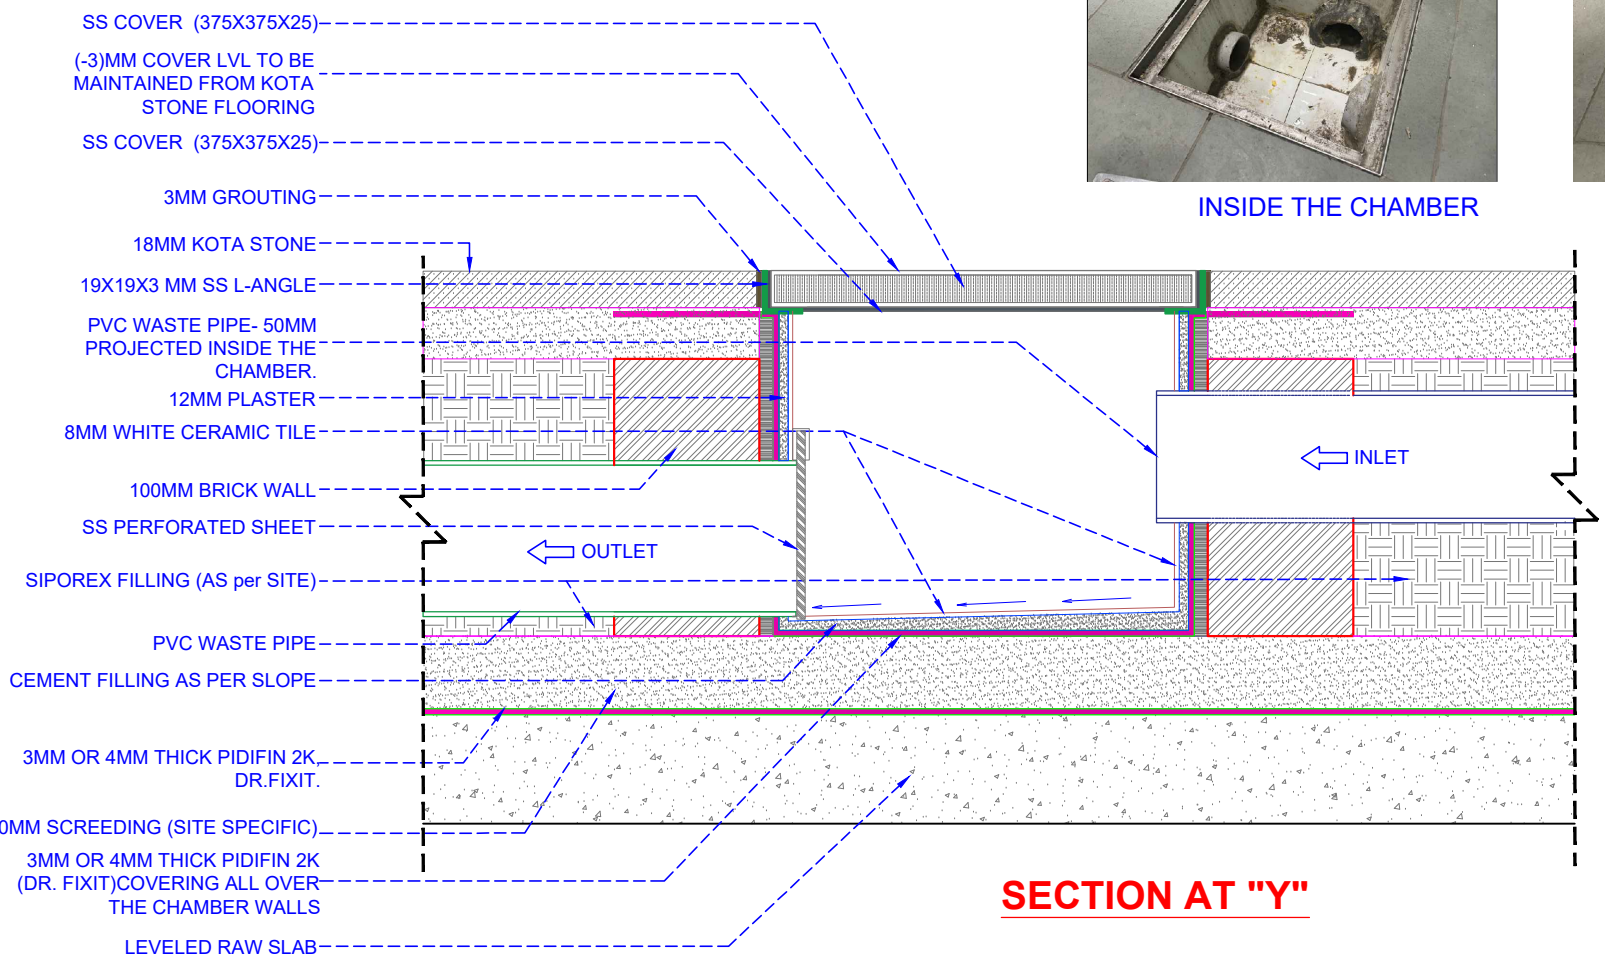 SS COVER (375X375X25)
(-3)MM COVER LVL TO BE
MAINTAINED FROM KOTA
STONE FLOORING
SS COVER (375X375X25)
3MM GROUTING
18MM KOTA STONE
19X19X3 MM SS L-ANGLE
PVC WASTE PIPE- 50MM
PROJECTED INSIDE THE
CHAMBER.
12MM PLASTER
8MM WHITE CERAMIC TILE
100MM BRICK WALL
SS PERFORATED SHEET
SIPOREX FILLING (AS per SITE)
PVC WASTE PIPE
CEMENT FILLING AS PER SLOPE
3MM OR 4MM THICK PIDIFIN 2K,
DR.FIXIT.
0MM SCREEDING (SITE SPECIFIC)
3MM OR 4MM THICK PIDIFIN 2K
(DR. FIXIT)COVERING ALL OVER
THE CHAMBER WALLS
LEVELED RAW SLAB
INSIDE THE CHAMBER
INLET
OUTLET
SECTION AT "Y"